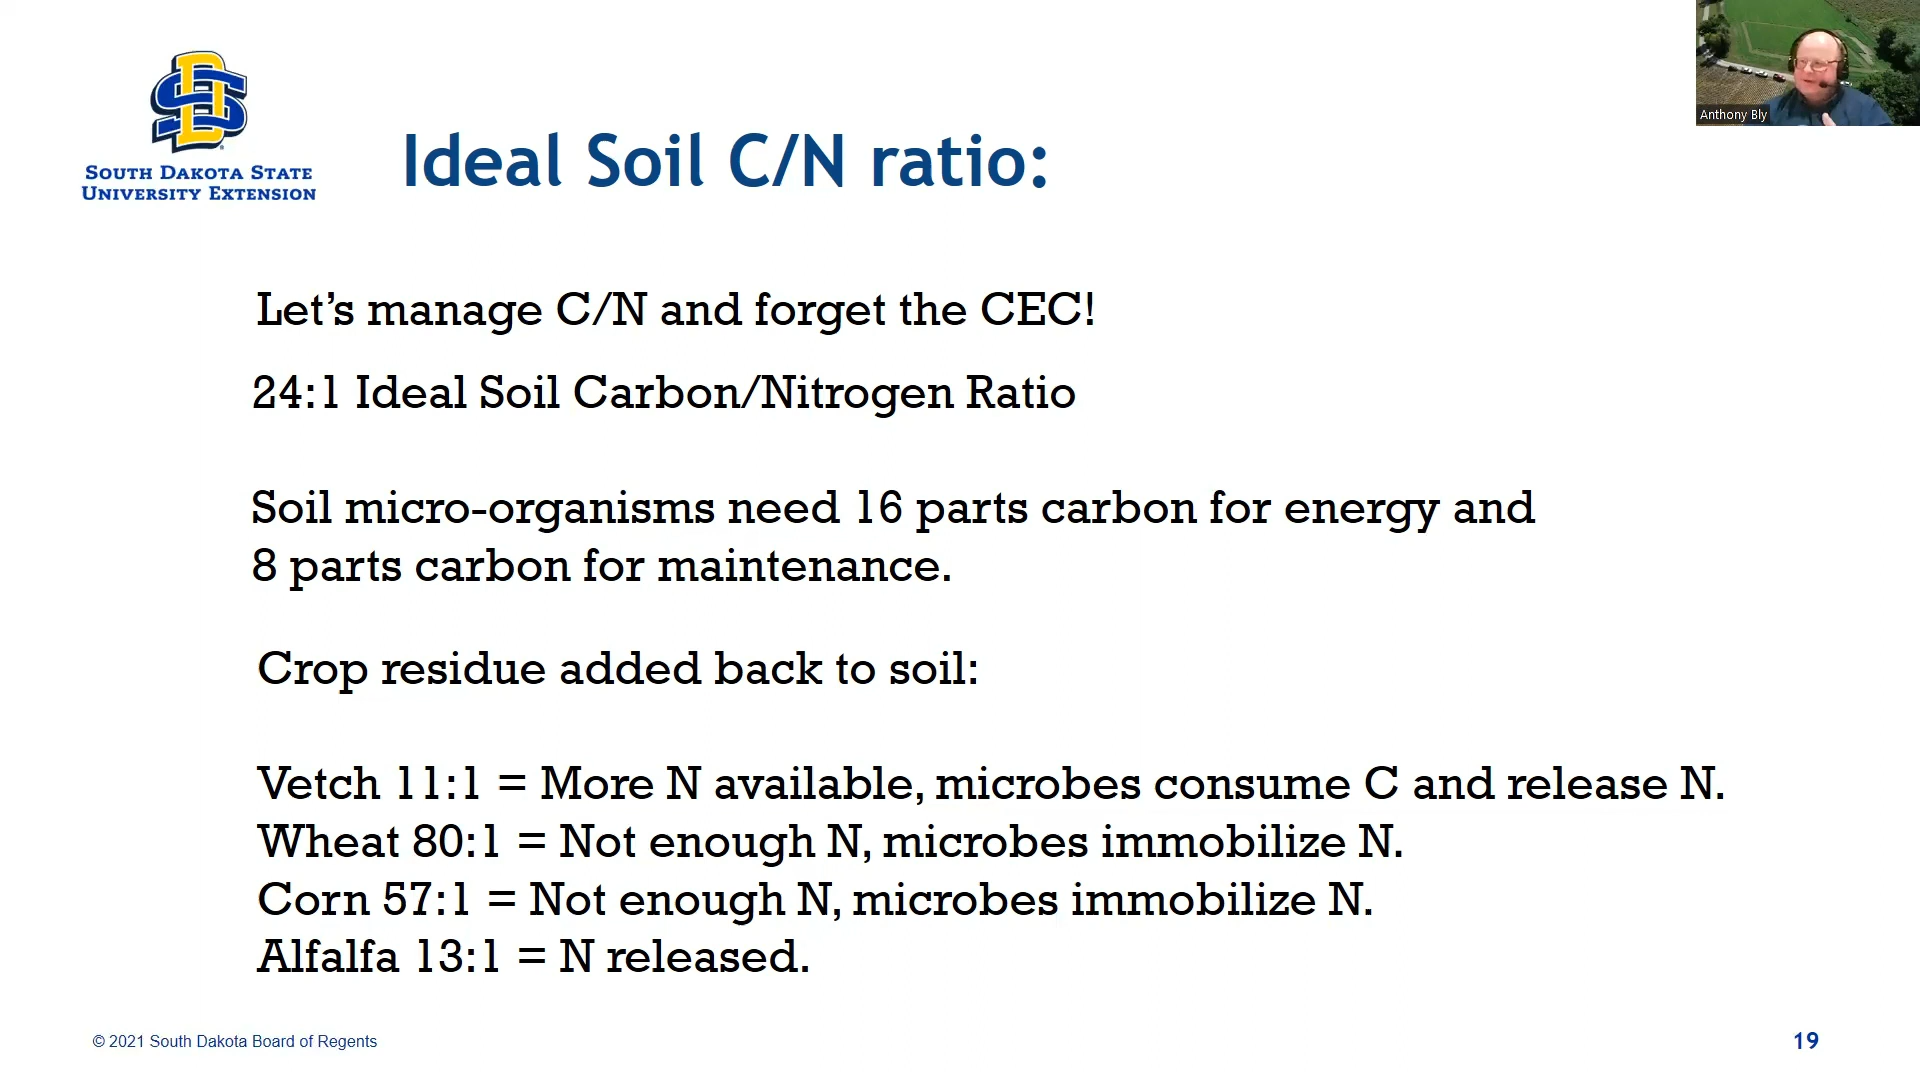 Anthony Bly
SOUTH DAKOTA STATE
UNIVERSITY EXTENSION
Ideal Soil C/N ratio:
Let’s manage C/N and forget the CEC!
24:1 Ideal Soil Carbon/Nitrogen Ratio
Soil micro-organisms need 16 parts carbon for energy and
8 parts carbon for maintenance.
Crop residue added back to soil:
Vetch 11:1 = More N available, microbes consume C and release N.
Wheat 80:1 = Not enough N, microbes immobilize N.
Corn 57:1 = Not enough N, microbes immobilize N.
Alfalfa 13:1 = N released.
© 2021 South Dakota Board of Regents
19